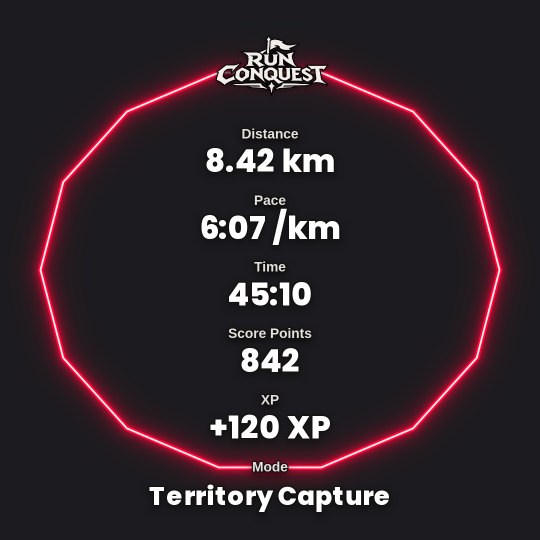 RUN
CONQUEST
Distance
8.42 km
Pace
6:07 /km
Time
45:10
Score Points
842
XP
+120 XP
Mode
Territory Capture